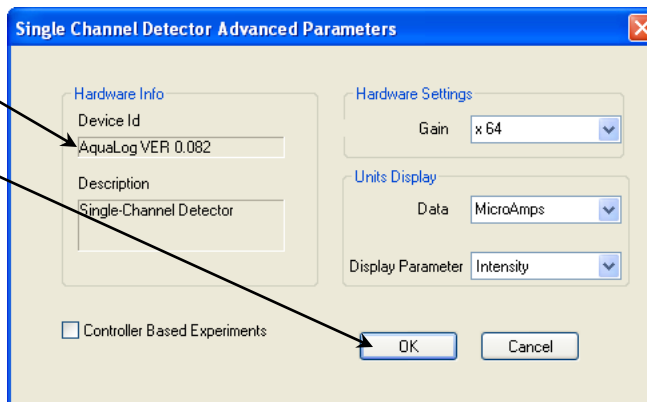 Single Channel Detector Advanced Parameters
Hardware Info
Device Id
AquaLog VER 0.082
Description
Single-Channel Detector
Controller Based Experiments
Hardware Settings
Gain x 64
Units Display
Data MicroAmps
Display Parameter Intensity
OK Cancel